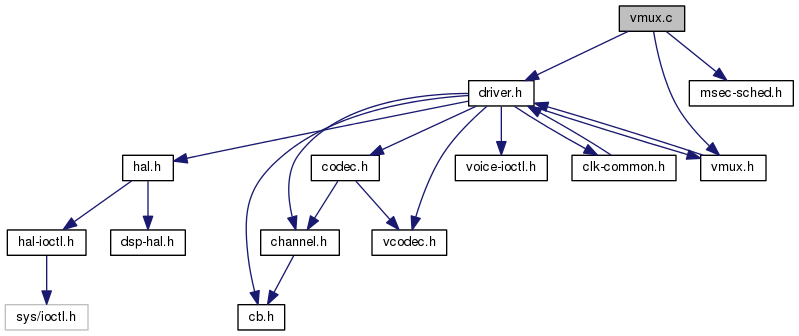 vmux.c
driver.h
msec-sched.h
hal.h
codec.h
voice-ioctl.h
clk-common.h
vmux.h
hal-ioctl.h
dsp-hal.h
channel.h
vcodec.h
sys/ioctl.h
cb.h